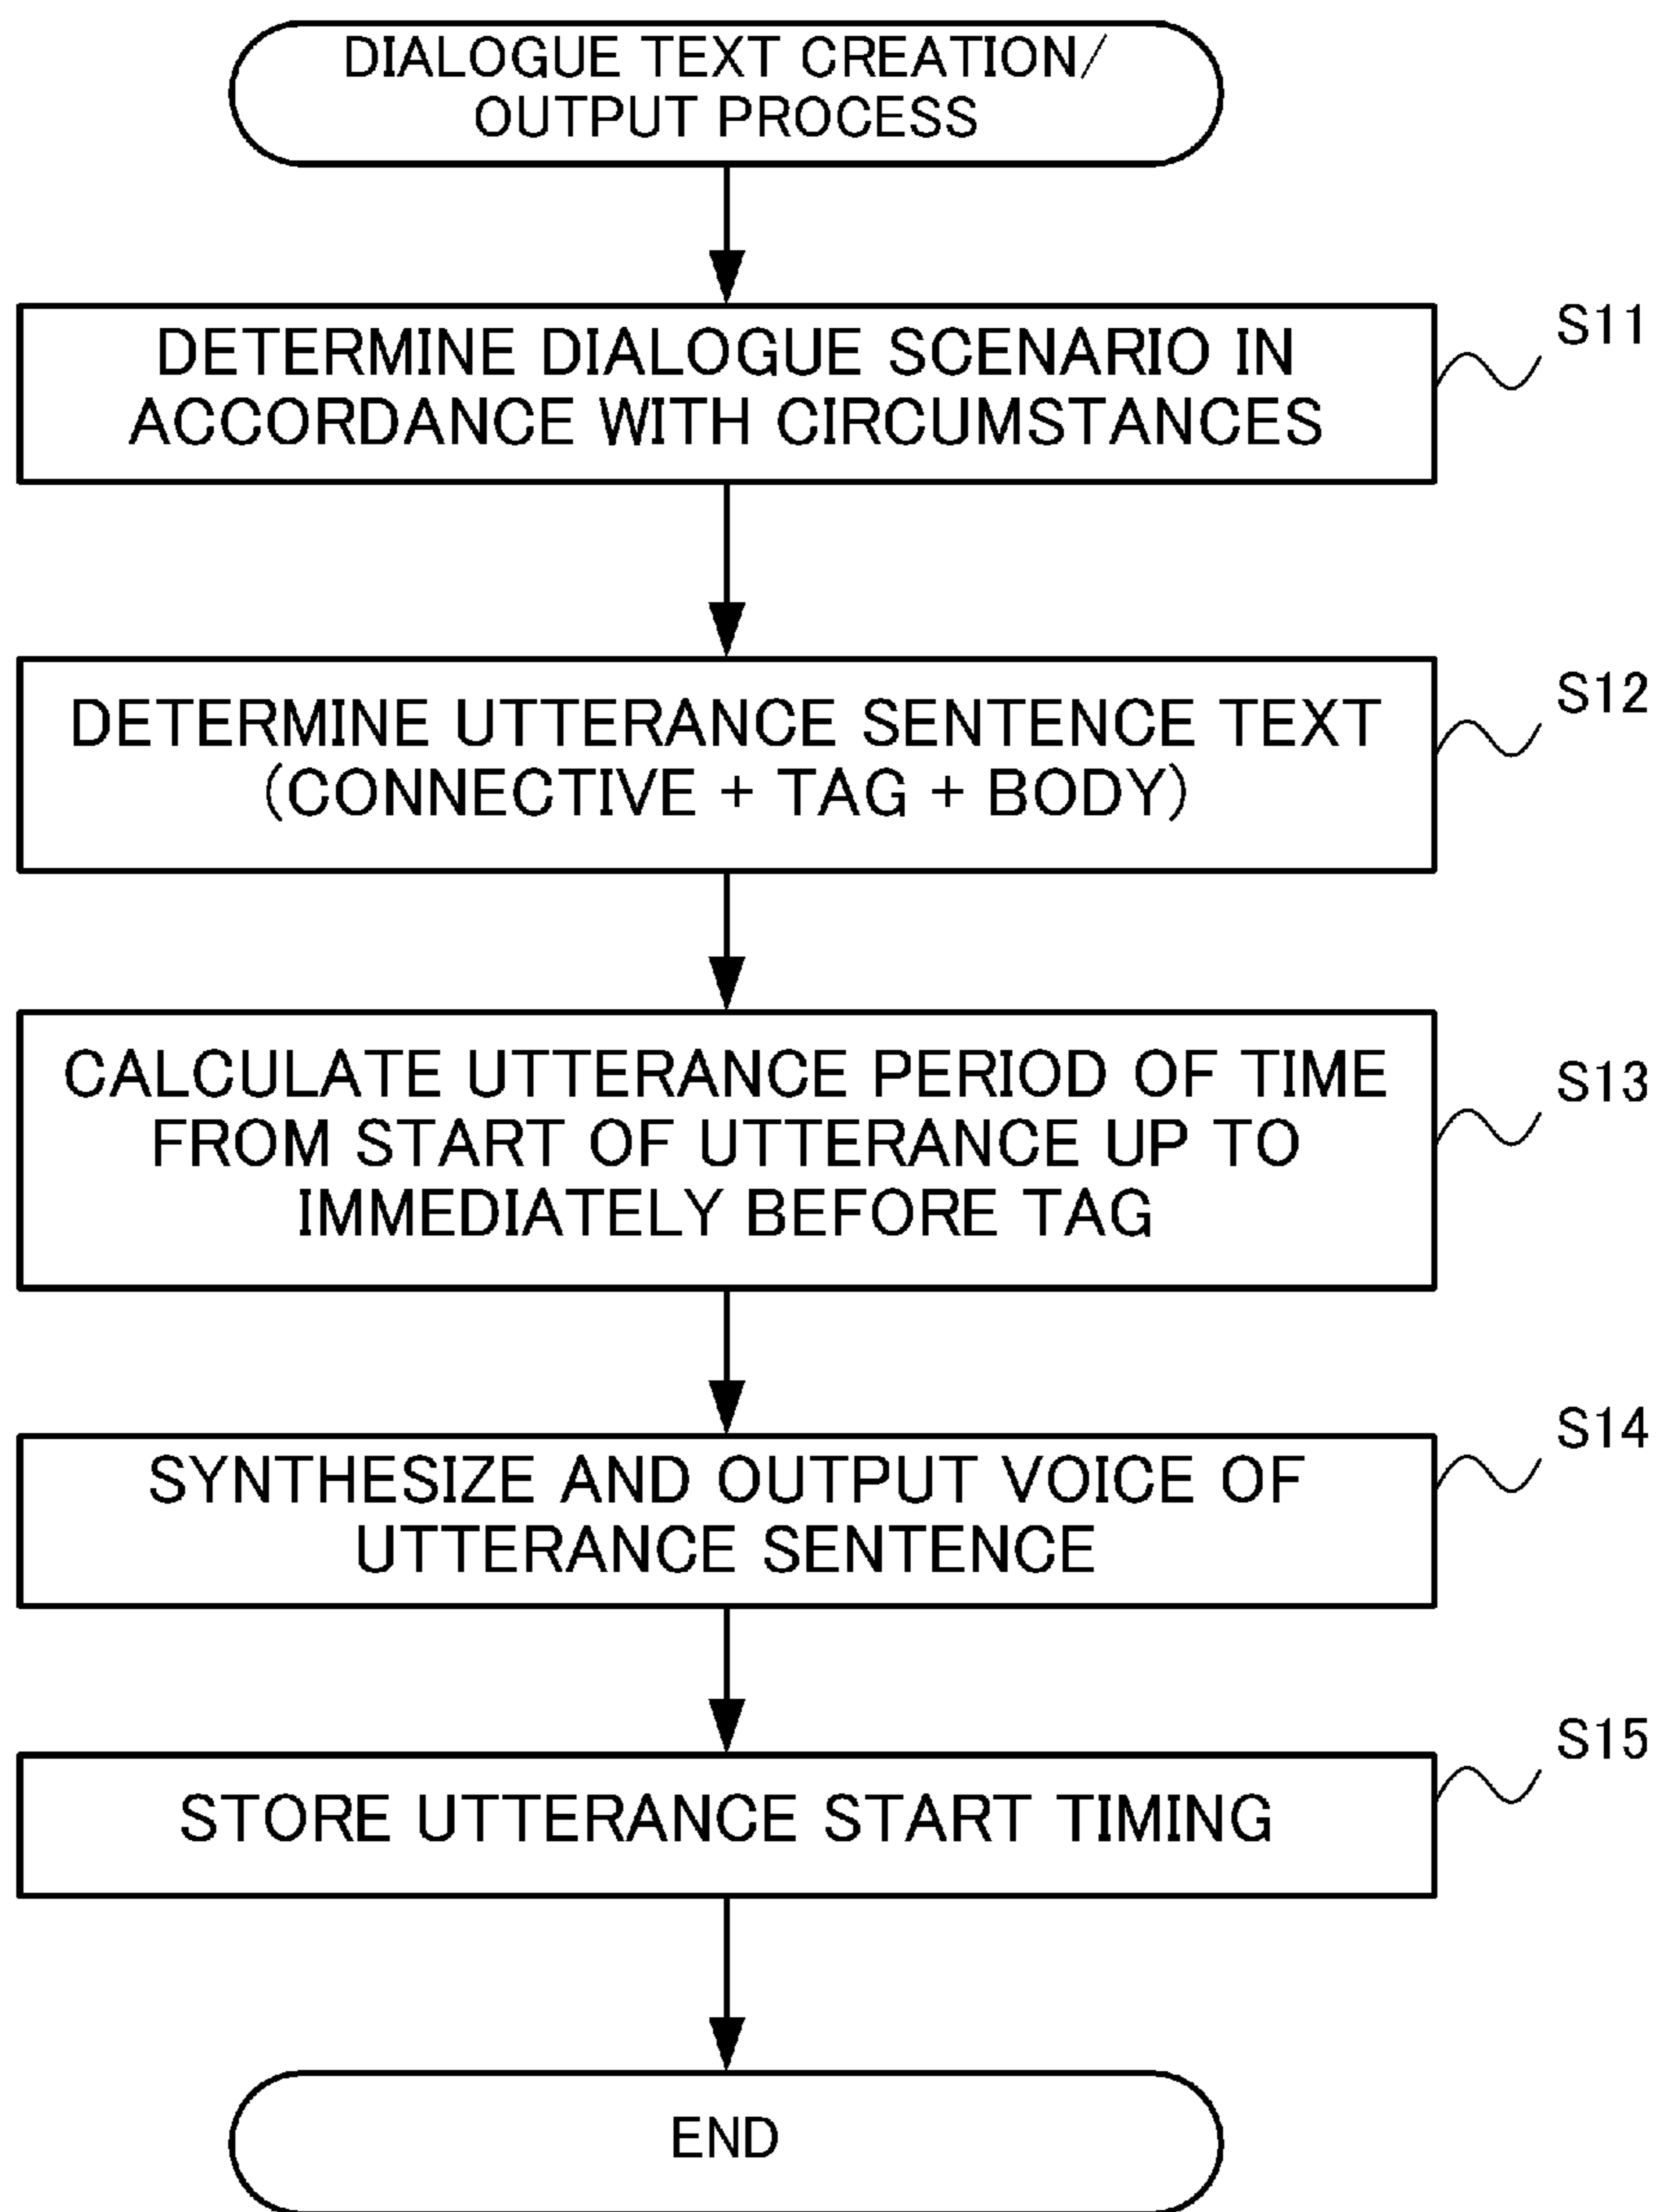 DIALOGUE TEXT CREATION/
OUTPUT PROCESS
DETERMINE DIALOGUE SCENARIO IN
ACCORDANCE WITH CIRCUMSTANCES
S11
DETERMINE UTTERANCE SENTENCE TEXT
(CONNECTIVE + TAG + BODY)
S12
CALCULATE UTTERANCE PERIOD OF TIME
FROM START OF UTTERANCE UP TO
IMMEDIATELY BEFORE TAG
S13
SYNTHESIZE AND OUTPUT VOICE OF
UTTERANCE SENTENCE
S14
STORE UTTERANCE START TIMING
S15
END